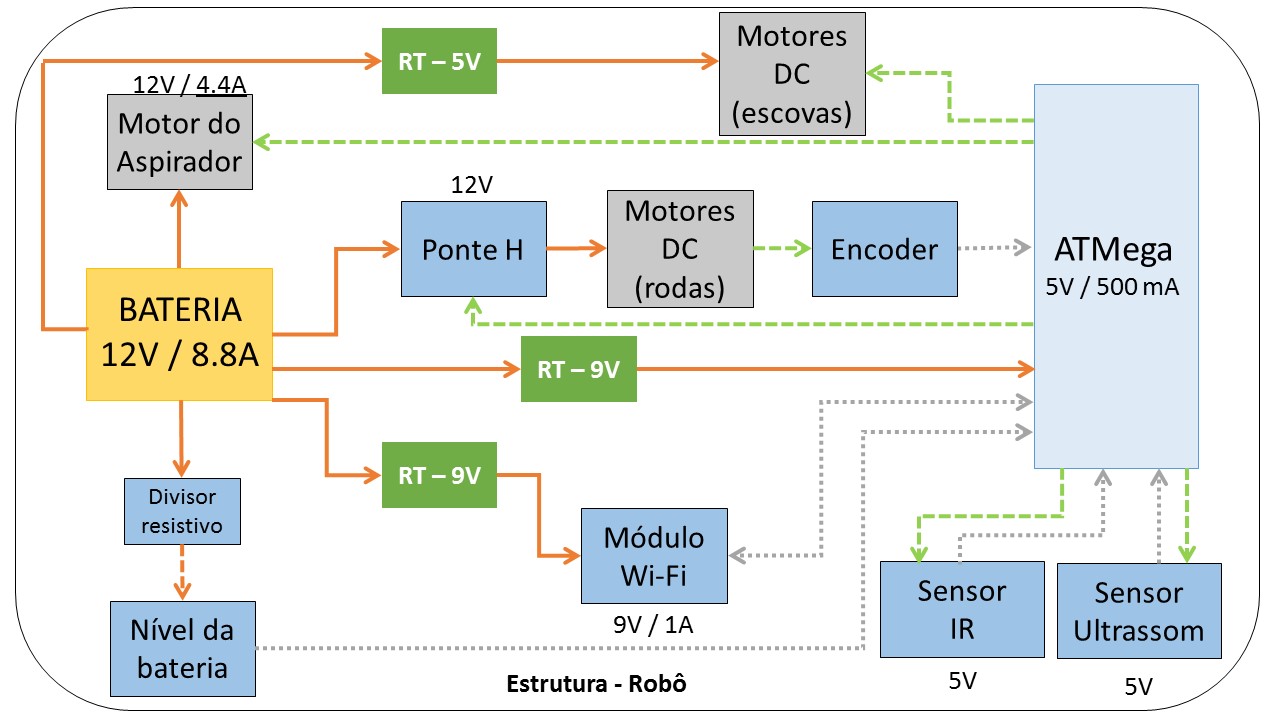 RT – 5V
Motores
DC
(escovas)
12V / 4.4A
Motor do
Aspirador
12V
Ponte H
Motores
DC
(rodas)
Encoder
ATMega
5V / 500 mA
BATERIA
12V / 8.8A
RT – 9V
RT – 9V
Divisor
resistivo
Módulo
Wi-Fi
9V / 1A
Nível da
bateria
Sensor
IR
5V
Sensor
Ultrassom
5V
Estrutura - Robô